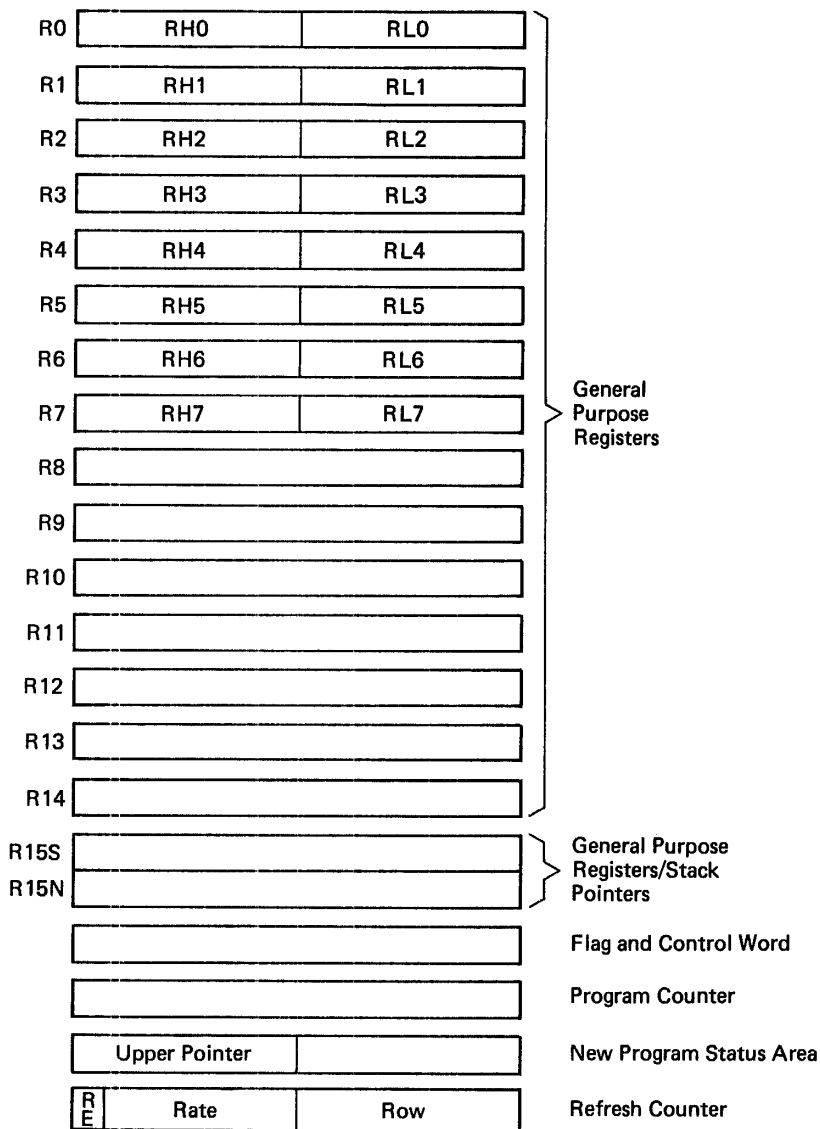 R0 RH0 RL0
R1 RH1 RL1
R2 RH2 RL2
R3 RH3 RL3
R4 RH4 RL4
R5 RH5 RL5
R6 RH6 RL6
R7 RH7 RL7
General
Purpose
Registers
R8
R9
R10
R11
R12
R13
R14
R15S
R15N
General Purpose
Registers/Stack
Pointers
Flag and Control Word
Program Counter
Upper Pointer New Program Status Area
RE Rate Row Refresh Counter